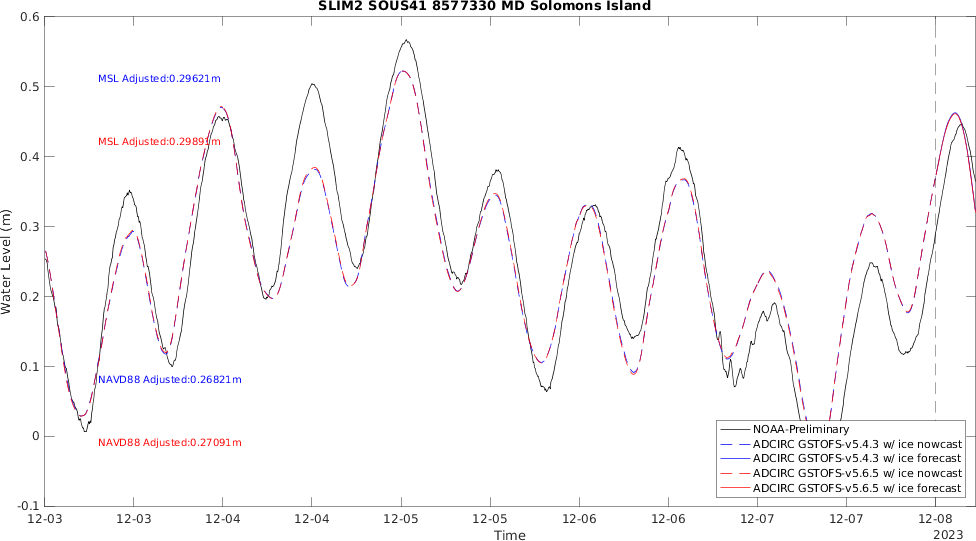 SLIM2 SOUS41 8577330 MD Solomons Island
0.6
0.5
0.4
0.3
0.2
0.1
0
-0.1
Water Level (m)
MSL Adjusted:0.29621m
MSL Adjusted:0.29891m
NAVD88 Adjusted:0.26821m
NAVD88 Adjusted:0.27091m
NOAA-Preliminary
ADCIRC GSTOFS-v5.4.3 w/ ice nowcast
ADCIRC GSTOFS-v5.4.3 w/ ice forecast
ADCIRC GSTOFS-v5.6.5 w/ ice nowcast
ADCIRC GSTOFS-v5.6.5 w/ ice forecast
12-03 12-03 12-04 12-04 12-05 12-05 12-06 12-06 12-07 12-07 12-08
2023
Time